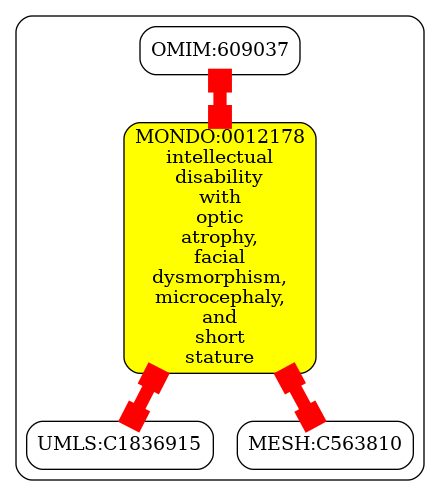 OMIM:609037
MONDO:0012178
intellectual
disability
with
optic
atrophy,
facial
dysmorphism,
microcephaly,
and
short
stature
UMLS:C1836915
MESH:C563810